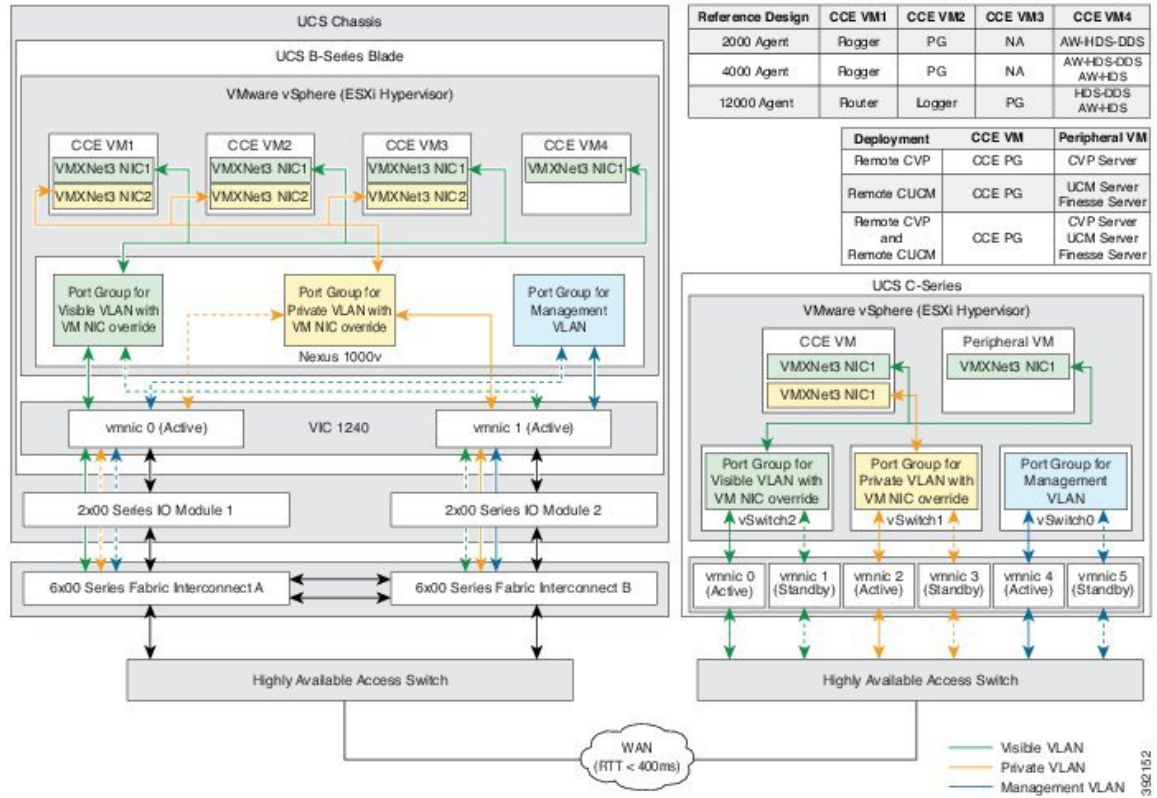 UCS Chassis
UCS B-Series Blade
VMware vSphere (ESXi Hypervisor)
CCE VM1
VMXNet3 NIC1
VMXNet3 NIC2
CCE VM2
VMXNet3 NIC1
VMXNet3 NIC2
CCE VM3
VMXNet3 NIC1
VMXNet3 NIC2
CCE VM4
VMXNet3 NIC1
Port Group for
Visible VLAN with
VM NIC override
Port Group for
Private VLAN with
VM NIC override
Port Group for
Management
VLAN
Nexus 1000v
vmnic 0 (Active)
VIC 1240
vmnic 1 (Active)
2x00 Series IO Module 1
2x00 Series IO Module 2
6x00 Series Fabric Interconnect A
6x00 Series Fabric Interconnect B
Highly Available Access Switch
Reference Design CCE VM1 CCE VM2 CCE VM3 CCE VM4
2000 Agent Rogger PG NA AW-HDS-DDS
4000 Agent Rogger PG NA AW-HDS-DDS
AW-HDS
12000 Agent Router Logger PG HDS-DDS
AW-HDS
Deployment CCE VM Peripheral VM
Remote CVP CCE PG CVP Server
Remote CUCM CCE PG UCM Server
Finesse Server
Remote CVP CVP Server
and CCE PG UCM Server
Remote CUCM Finesse Server
UCS C-Series
VMware vSphere (ESXi Hypervisor)
CCE VM
VMXNet3 NIC1
VMXNet3 NIC1
Peripheral VM
VMXNet3 NIC1
Port Group for
Visible VLAN with
VM NIC override
vSwitch2
Port Group for
Private VLAN with
VM NIC override
vSwitch1
Port Group for
Management
VLAN
vSwitch0
vmnic 0
(Active)
vmnic 1
(Standby)
vmnic 2
(Active)
vmnic 3
(Standby)
vmnic 4
(Active)
vmnic 5
(Standby)
Highly Available Access Switch
WAN
(RTT < 400ms)
Visible VLAN
Private VLAN
Management VLAN
392152